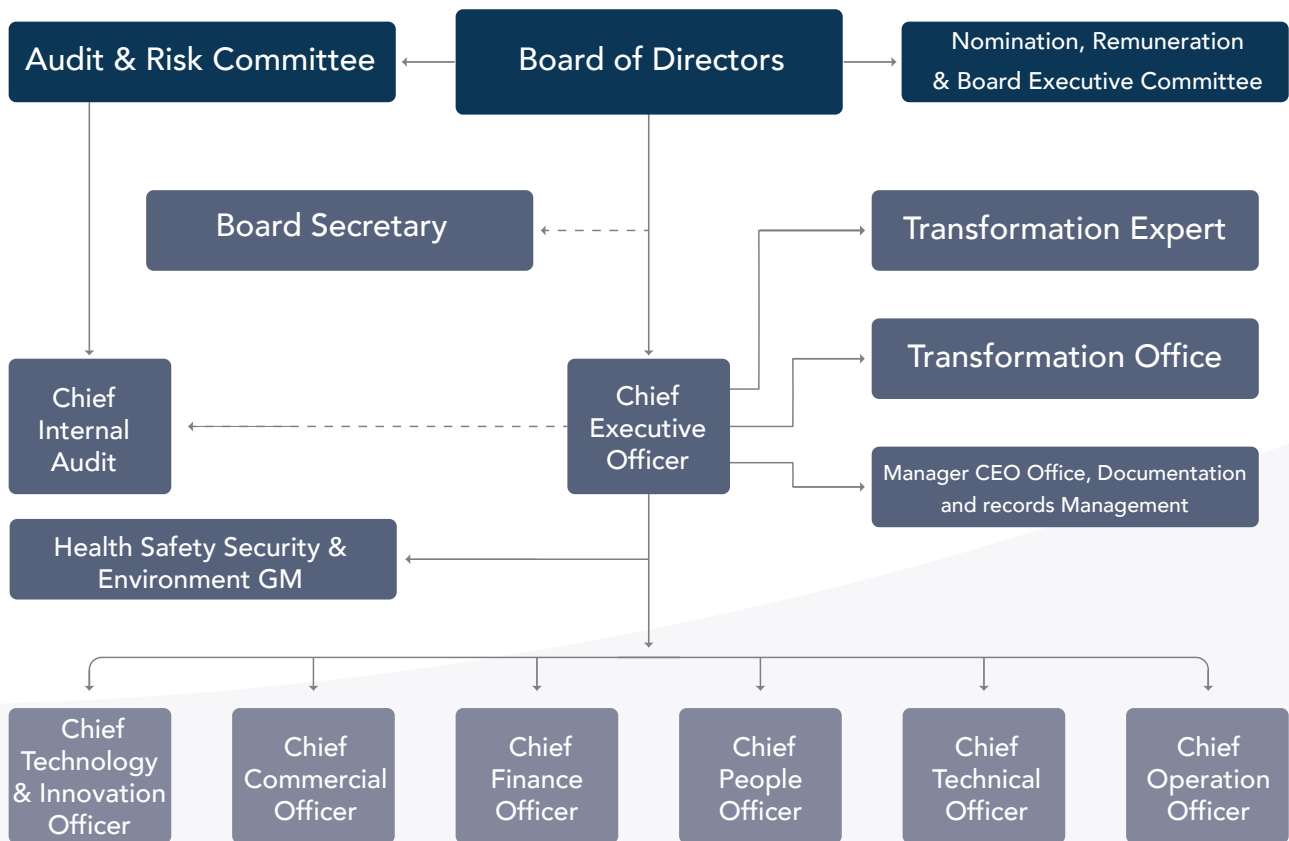 Audit & Risk Committee
Board of Directors
Nomination, Remuneration
& Board Executive Committee
Board Secretary
Transformation Expert
Transformation Office
Chief
Internal
Audit
Chief
Executive
Officer
Manager CEO Office, Documentation
and records Management
Health Safety Security &
Environment GM
Chief
Technology
& Innovation
Officer
Chief
Commercial
Officer
Chief
Finance
Officer
Chief
People
Officer
Chief
Technical
Officer
Chief
Operation
Officer